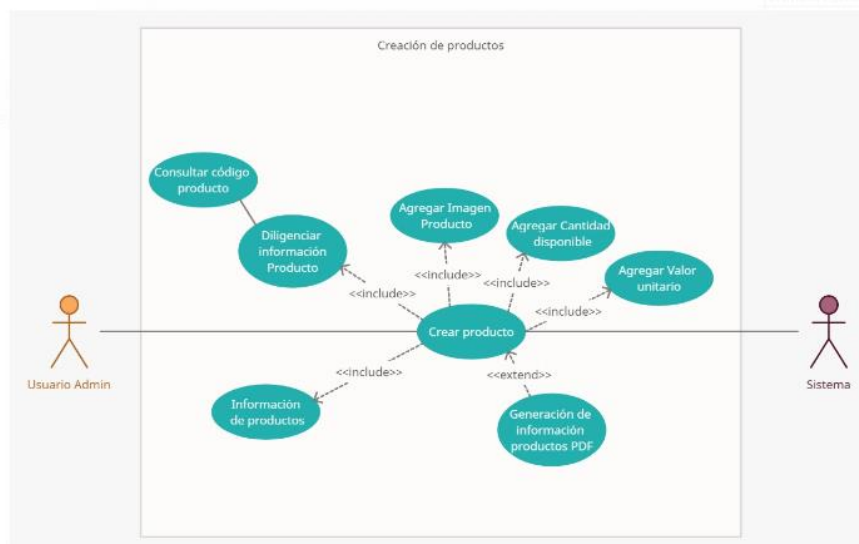 Creación de productos
Consultar código
producto
Agregar Imagen
Producto
Agregar Cantidad
disponible
Diligenciar
información
Producto
Agregar Valor
unitario
<<include>>
<<include>>
<<include>>
<<include>>
Crear producto
Usuario Admin
Sistema
<<include>>
<<extend>>
Información
de productos
Generación de
información
productos PDF